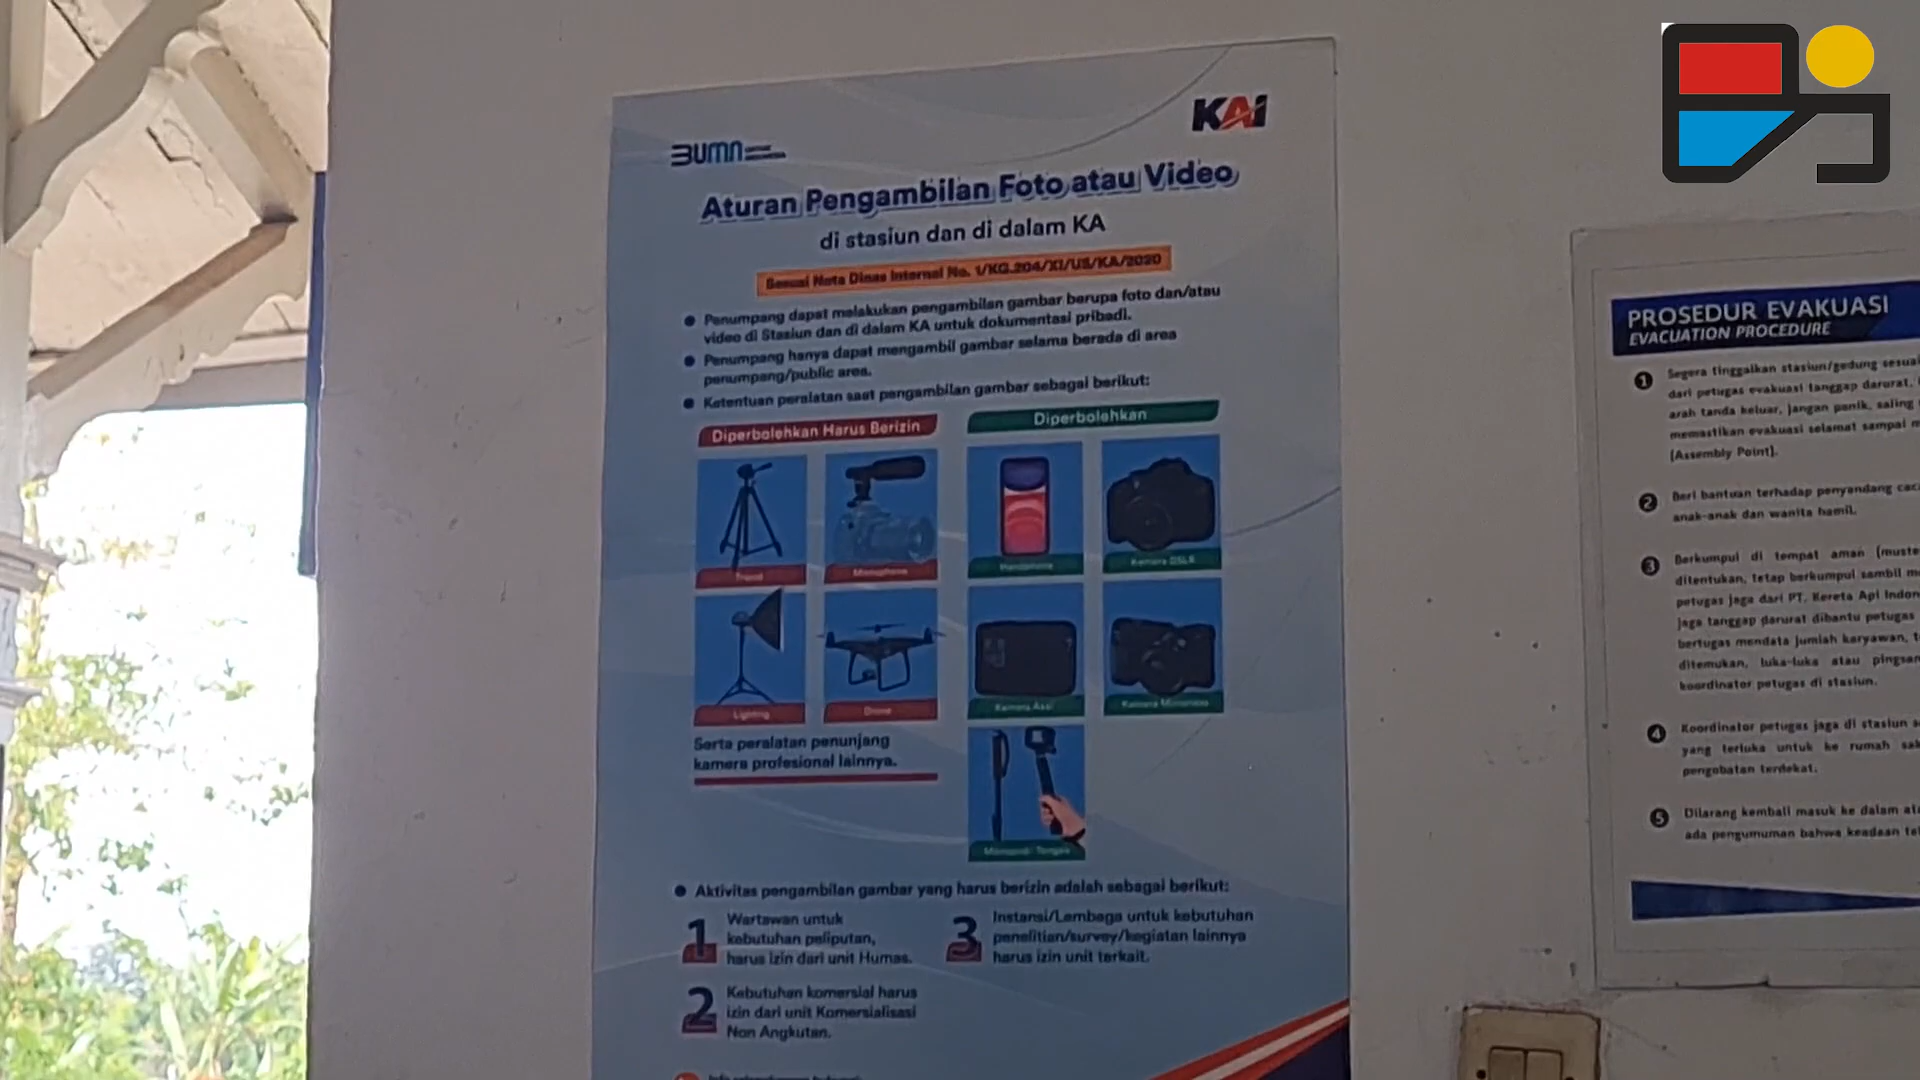 BUMN
KAI
Aturan Pengambilan Foto atau Video
di stasiun dan di dalam KA
Sesuai Nota Dinas Internal No. 1/KG.204/XI/US/KA/2020
Penumpang dapat melakukan pengambilan gambar berupa foto dan/atau
video di Stasiun dan di dalam KA untuk dokumentasi pribadi.
Penumpang hanya dapat mengambil gambar selama berada di area
penumpang/public area.
Ketentuan peralatan saat pengambilan gambar sebagai berikut:
Diperbolehkan Harus Berizin
Diperbolehkan
Tripod
Microphone
Handphone
Kamera DSLR
Lighting
Drone
Kamera Aksi
Kamera Mirrorless
Serta peralatan penunjang
kamera profesional lainnya.
Monopod/ Tongsis
Aktivitas pengambilan gambar yang harus berizin adalah sebagai berikut:
1 Wartawan untuk
kebutuhan peliputan,
harus izin dari unit Humas.
2 Kebutuhan komersial harus
izin dari unit Komersialisasi
Non Angkutan.
3 Instansi/Lembaga untuk kebutuhan
penelitian/survey/kegiatan lainnya
harus izin unit terkait.
PROSEDUR EVAKUASI
EVACUATION PROCEDURE
1 Segera tinggalkan stasiun/gedung sesuai
dari petugas evakuasi tanggap darurat.
arah tanda keluar, jangan panik, saling
memastikan evakuasi selamat sampai
(Assembly Point).
2 Beri bantuan terhadap penyandang
anak-anak dan wanita hamil.
3 Berkumpul di tempat aman
ditentukan, tetap berkumpul sambil
petugas jaga dari PT. Kereta Api
jaga tanggap darurat dibantu petugas
bertugas mendata jumlah karyawan,
ditemukan, luka-luka atau
koordinator petugas di stasiun.
4 Koordinator petugas jaga di stasiun
yang terluka untuk ke rumah
pengobatan terdekat.
5 Dilarang kembali masuk ke dalam
ada pengumuman bahwa keadaan